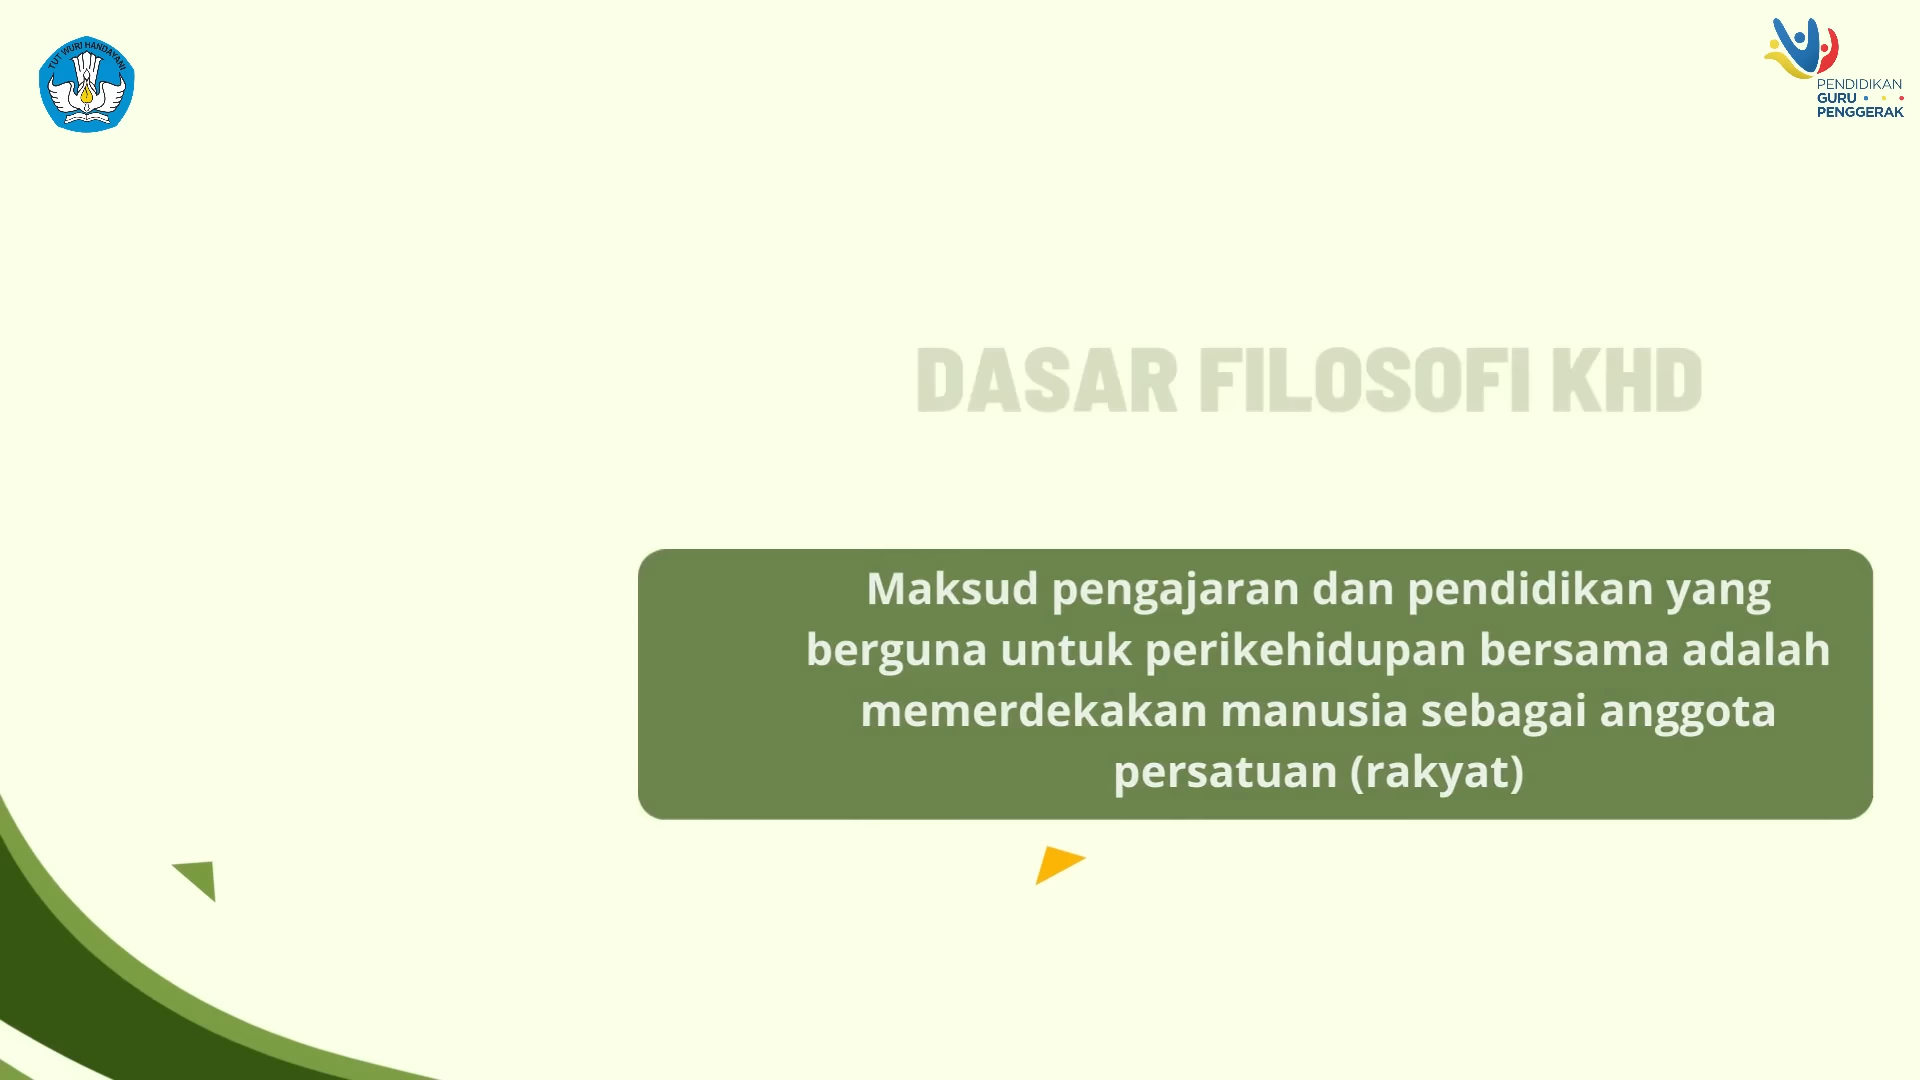 TUT WURI HANDAYANI
PENDIDIKAN
GURU
PENGGERAK
DASAR FILOSOFI KHD
Maksud pengajaran dan pendidikan yang
berguna untuk perikehidupan bersama adalah
memerdekakan manusia sebagai anggota
persatuan (rakyat)